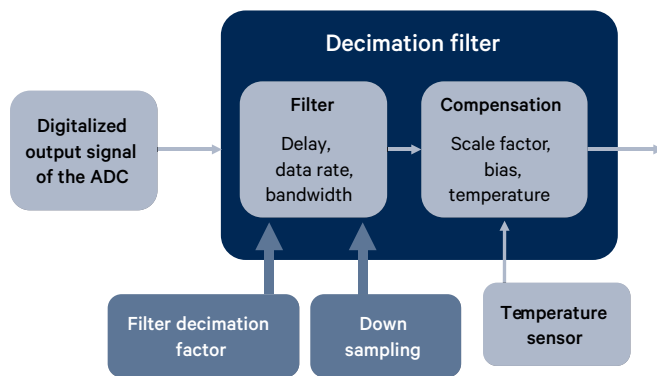 Decimation filter
Digitalized
output signal
of the ADC
Filter
Delay,
data rate,
bandwidth
Compensation
Scale factor,
bias,
temperature
Filter decimation
factor
Down
sampling
Temperature
sensor